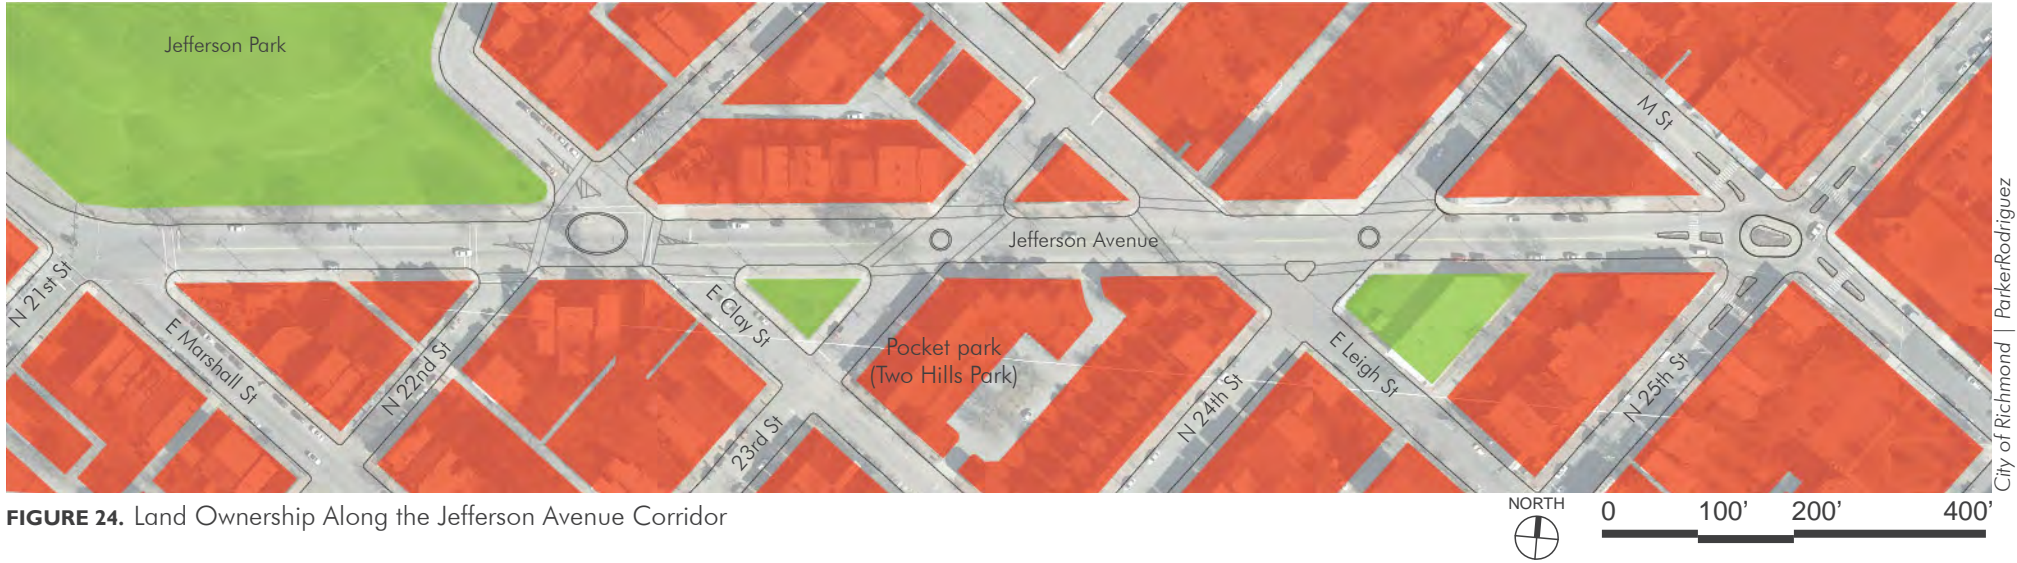 Jefferson Park
M St
Jefferson Avenue
N 21st St
E Marshall St
N 22nd St
E Clay St
23rd St
Pocket park
(Two Hills Park)
N 24th St
E Leigh St
N 25th St
City of Richmond | ParkerRodriguez
FIGURE 24. Land Ownership Along the Jefferson Avenue Corridor
NORTH
0 100’ 200’ 400’